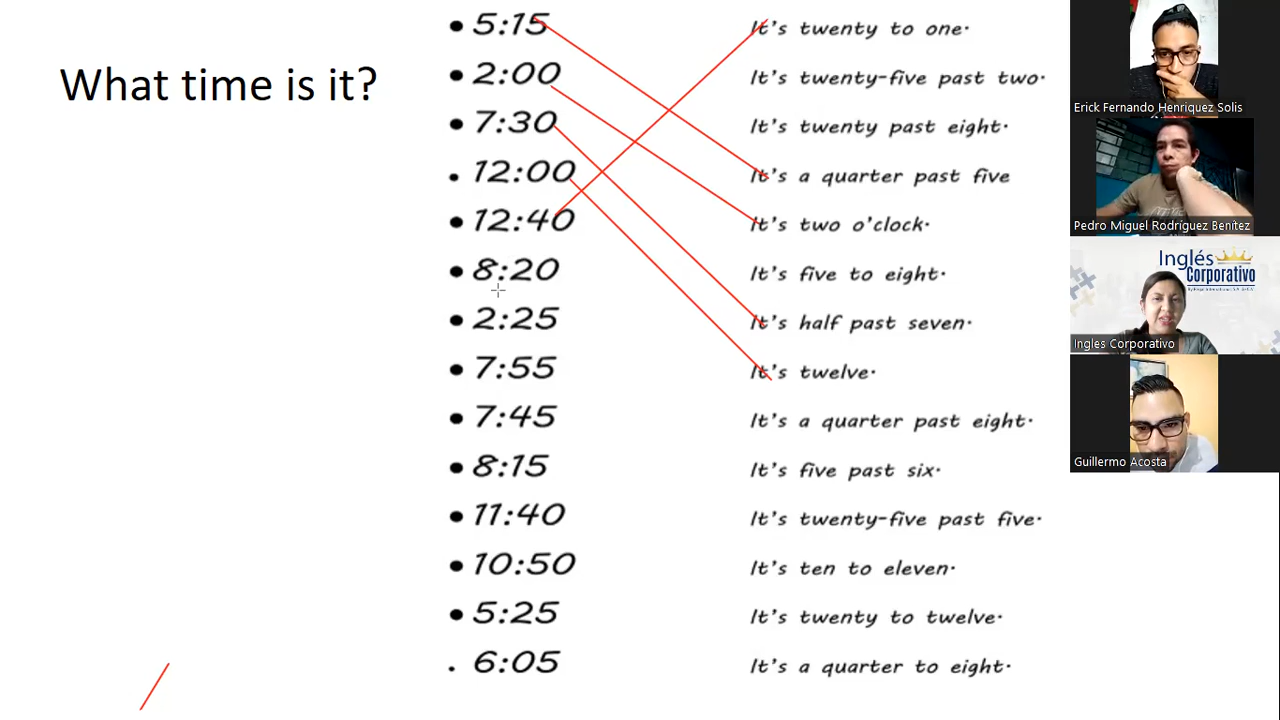 What time is it?
• 5:15
• 2:00
• 7:30
. 12:00
• 12:40
• 8:20
• 2:25
• 7:55
• 7:45
• 8:15
• 11:40
• 10:50
• 5:25
. 6:05
It's twenty to one.
It's twenty-five past two.
It's twenty past eight.
It's a quarter past five
It's two o'clock.
It's five to eight.
It's half past seven.
It's twelve.
It's a quarter past eight.
It's five past six.
It's twenty-five past five.
It's ten to eleven.
It's twenty to twelve.
It's a quarter to eight.
Erick Fernando Henriquez Solis
Pedro Miguel Rodríguez Benítez
Inglés
Corporativo
Ingles Corporativo
Guillermo Acosta